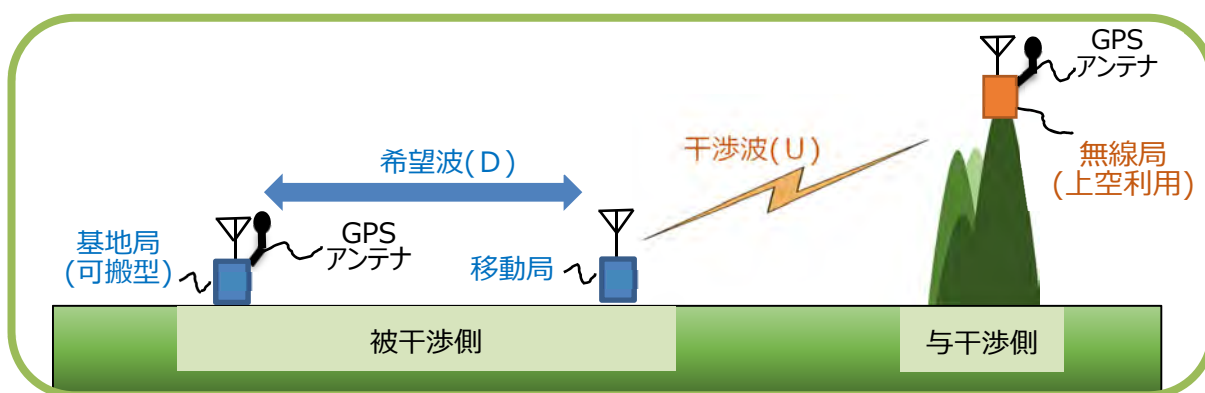 GPS
アンテナ
干渉波(U)
希望波(D)
無線局
(上空利用)
基地局
(可搬型)
GPS
アンテナ
移動局
被干渉側
与干渉側